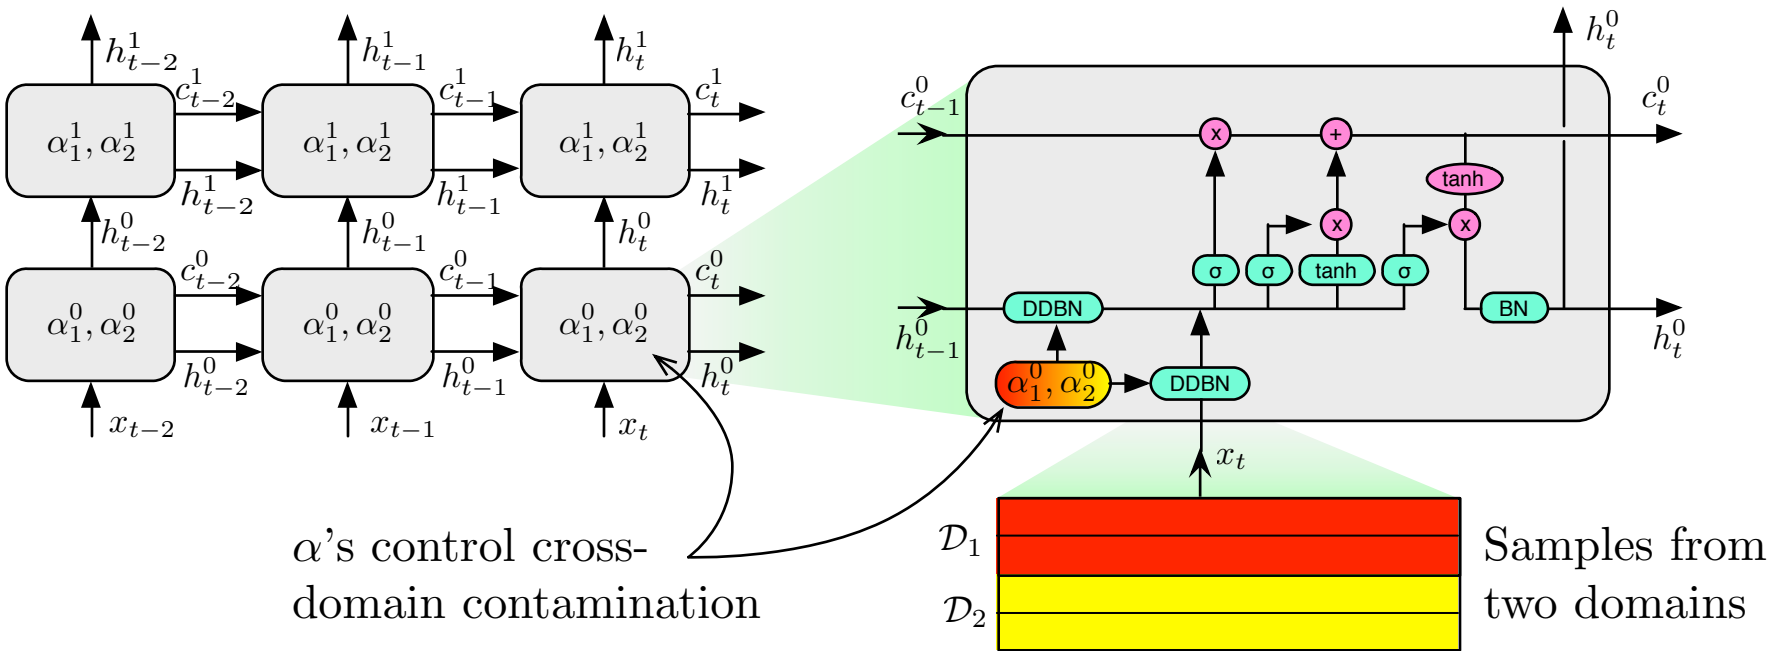 h^1_{t-2} h^1_{t-1} h^1_t
c^1_{t-2} c^1_{t-1} c^1_t
α^1_1, α^1_2 α^1_1, α^1_2 α^1_1, α^1_2
h^1_{t-2} h^1_{t-1} h^1_t
h^0_{t-2} h^0_{t-1} h^0_t
c^0_{t-2} c^0_{t-1} c^0_t
α^0_1, α^0_2 α^0_1, α^0_2 α^0_1, α^0_2
h^0_{t-2} h^0_{t-1} h^0_t
x_{t-2} x_{t-1} x_t
α's control cross-
domain contamination
h^0_t
c^0_{t-1} c^0_t
x +
tanh
x x
σ σ tanh σ
DDBN BN
h^0_{t-1} h^0_t
α^0_1, α^0_2 DDBN
x_t
D_1
D_2
Samples from
two domains